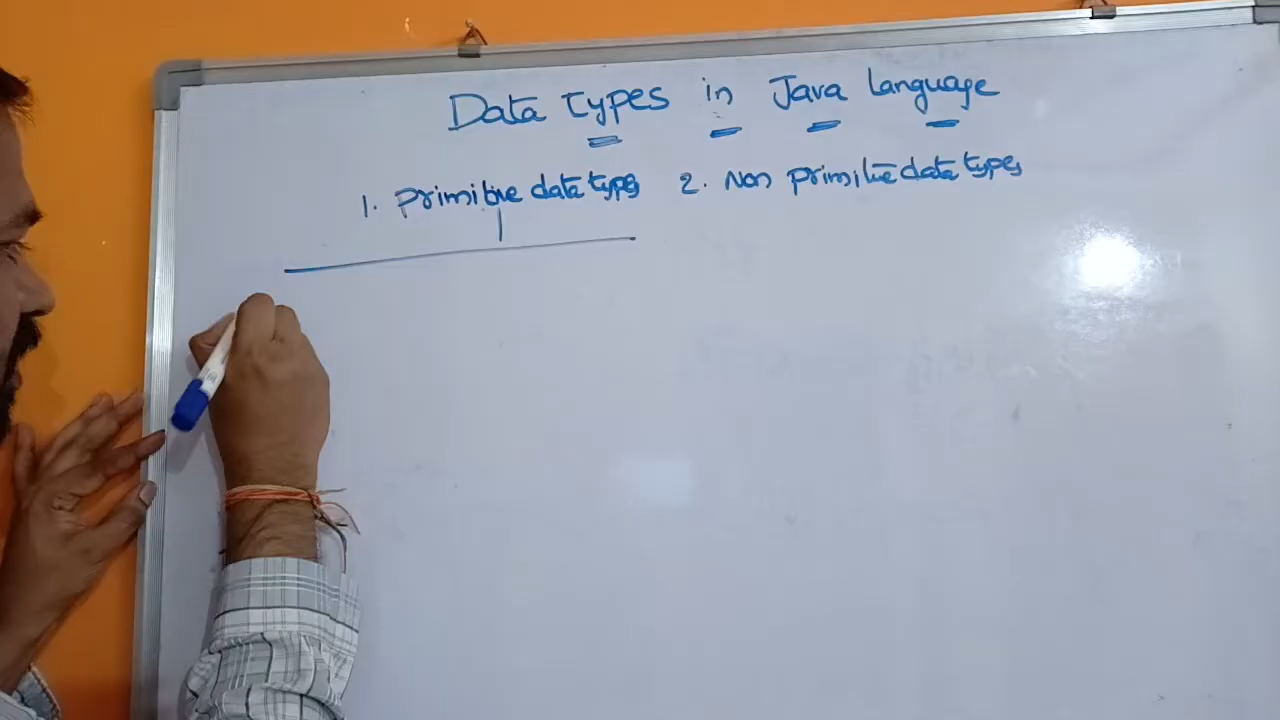 Data Types in Java language
1. Primitive data types 2. Non primitive data types